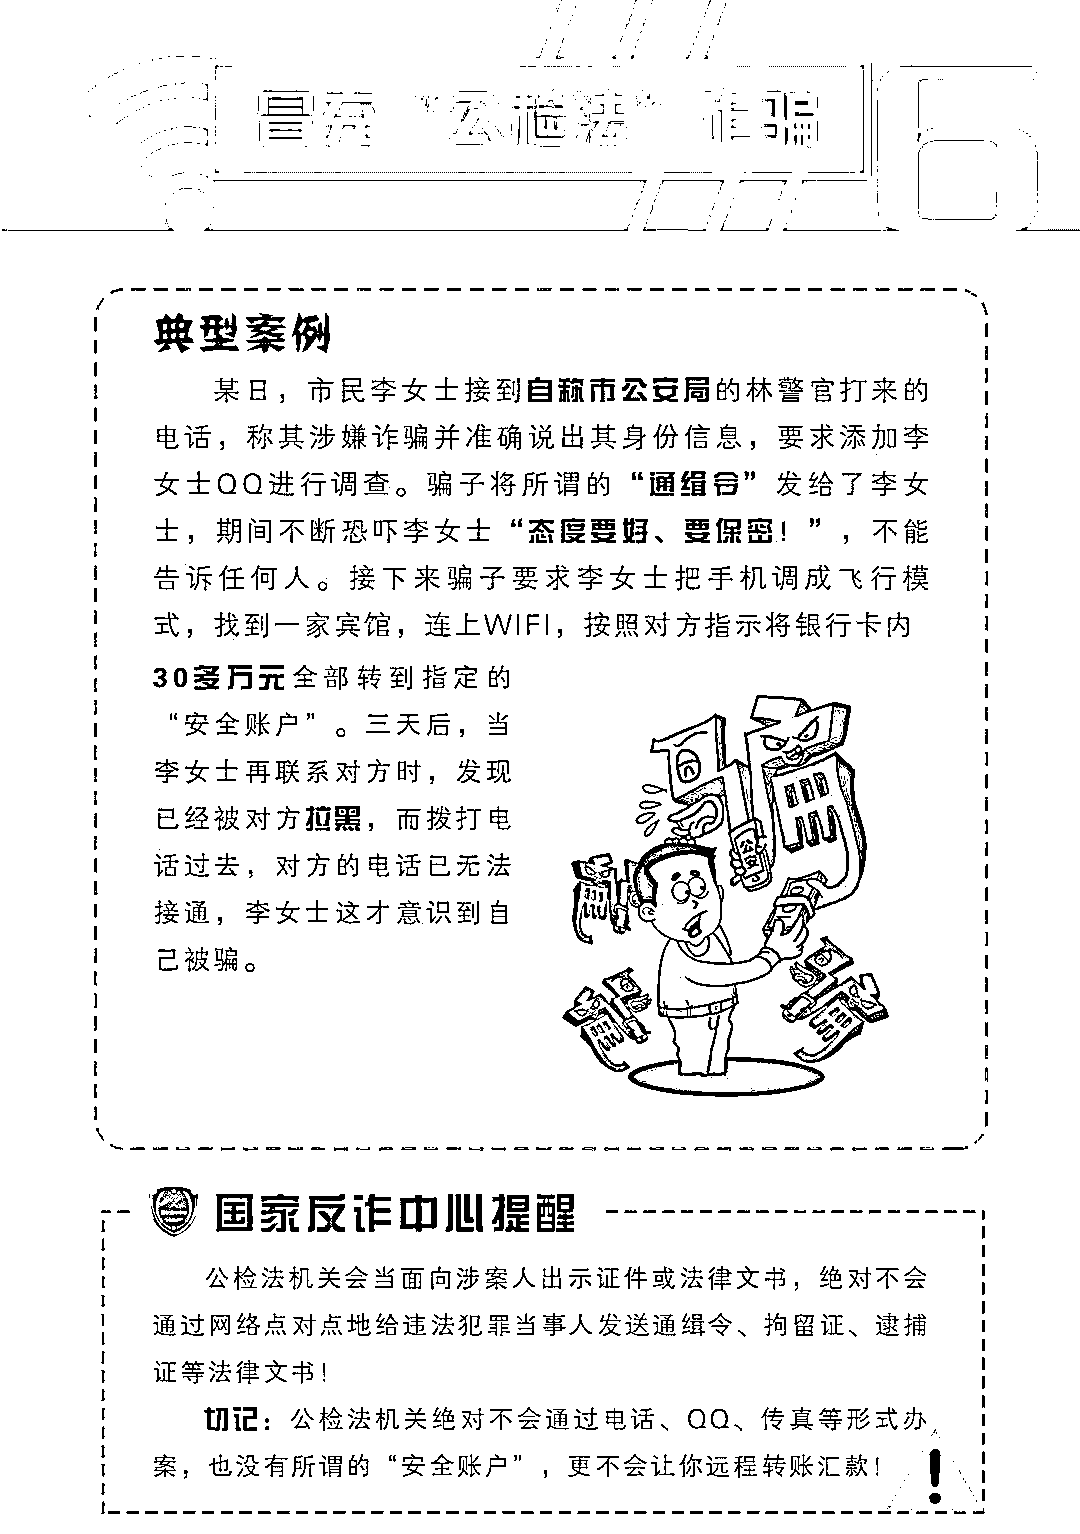 冒充“公检法”诈骗
6
典型案例
某日，市民李女士接到自称市公安局的林警官打来的
电话，称其涉嫌诈骗并准确说出其身份信息，要求添加李
女士QQ进行调查。骗子将所谓的“通缉令”发给了李女
士，期间不断恐吓李女士“态度要好、要保密！”，不能
告诉任何人。接下来骗子要求李女士把手机调成飞行模
式，找到一家宾馆，连上WIFI，按照对方指示将银行卡内
30多万元全部转到指定的
“安全账户”。三天后，当
李女士再联系对方时，发现
已经被对方拉黑，而拨打电
话过去，对方的电话已无法
接通，李女士这才意识到自
己被骗。
公安
国家反诈中心提醒
公检法机关会当面向涉案人出示证件或法律文书，绝对不会
通过网络点对点地给违法犯罪当事人发送通缉令、拘留证、逮捕
证等法律文书！
切记：公检法机关绝对不会通过电话、QQ、传真等形式办
案，也没有所谓的“安全账户”，更不会让你远程转账汇款！